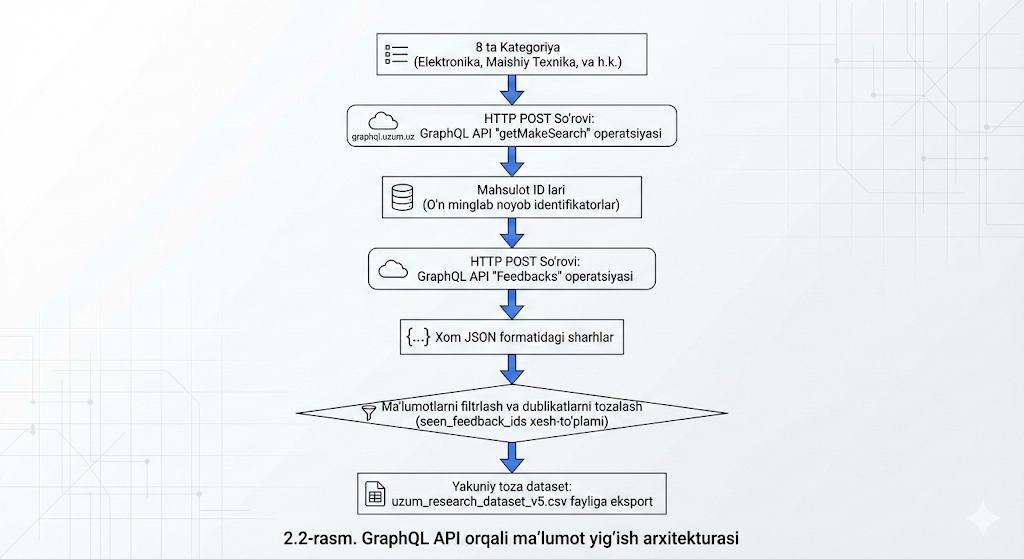 8 ta Kategoriya
(Elektronika, Maishiy Texnika, va h.k.)
HTTP POST So'rovi:
graphql.uzum.uz GraphQL API "getMakeSearch" operatsiyasi
Mahsulot ID lari
(O'n minglab noyob identifikatorlar)
HTTP POST So'rovi:
GraphQL API "Feedbacks" operatsiyasi
{...} Xom JSON formatidagi sharhlar
Ma'lumotlarni filtrlash va dublikatlarni tozalash
(seen_feedback_ids xesh-to'plami)
Yakuniy toza dataset:
uzum_research_dataset_v5.csv fayliga eksport
2.2-rasm. GraphQL API orqali ma'lumot yig'ish arxitekturasi